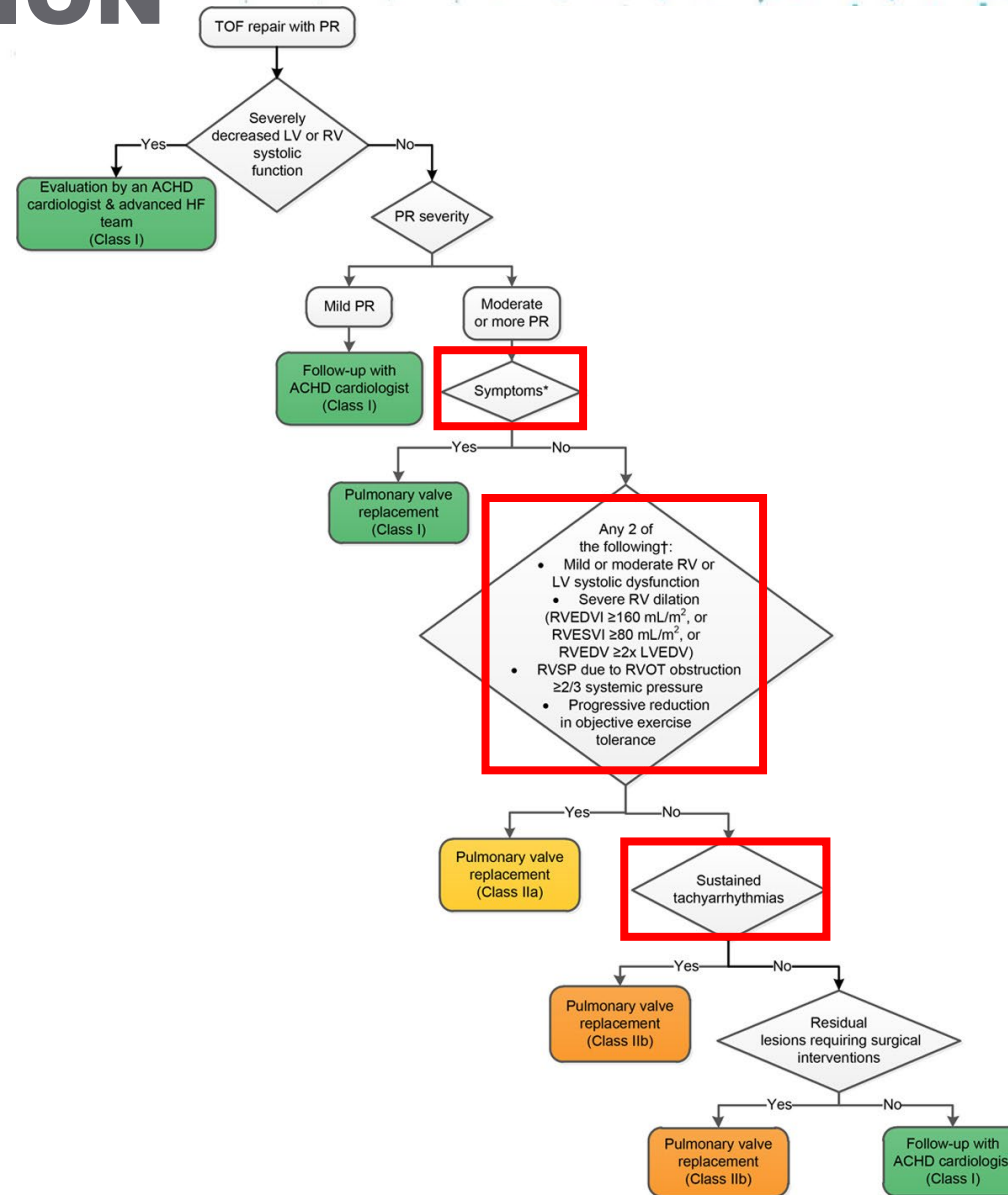 TOF repair with PR
Severely
decreased LV or RV
systolic
function
Yes
No
Evaluation by an ACHD
cardiologist & advanced HF
team
(Class I)
PR severity
Mild PR
Moderate
or more PR
Follow-up with
ACHD cardiologist
(Class I)
Symptoms*
Yes
No
Pulmonary valve
replacement
(Class I)
Any 2 of
the following†:
• Mild or moderate RV or
LV systolic dysfunction
• Severe RV dilation
(RVEDVI ≥160 mL/m², or
RVESVI ≥80 mL/m², or
RVEDV ≥2x LVEDV)
• RVSP due to RVOT obstruction
≥2/3 systemic pressure
• Progressive reduction
in objective exercise
tolerance
Yes
No
Pulmonary valve
replacement
(Class IIa)
Sustained
tachyarrhythmias
Yes
No
Pulmonary valve
replacement
(Class IIb)
Residual
lesions requiring surgical
interventions
Yes
No
Pulmonary valve
replacement
(Class IIb)
Follow-up with
ACHD cardiologis
(Class I)